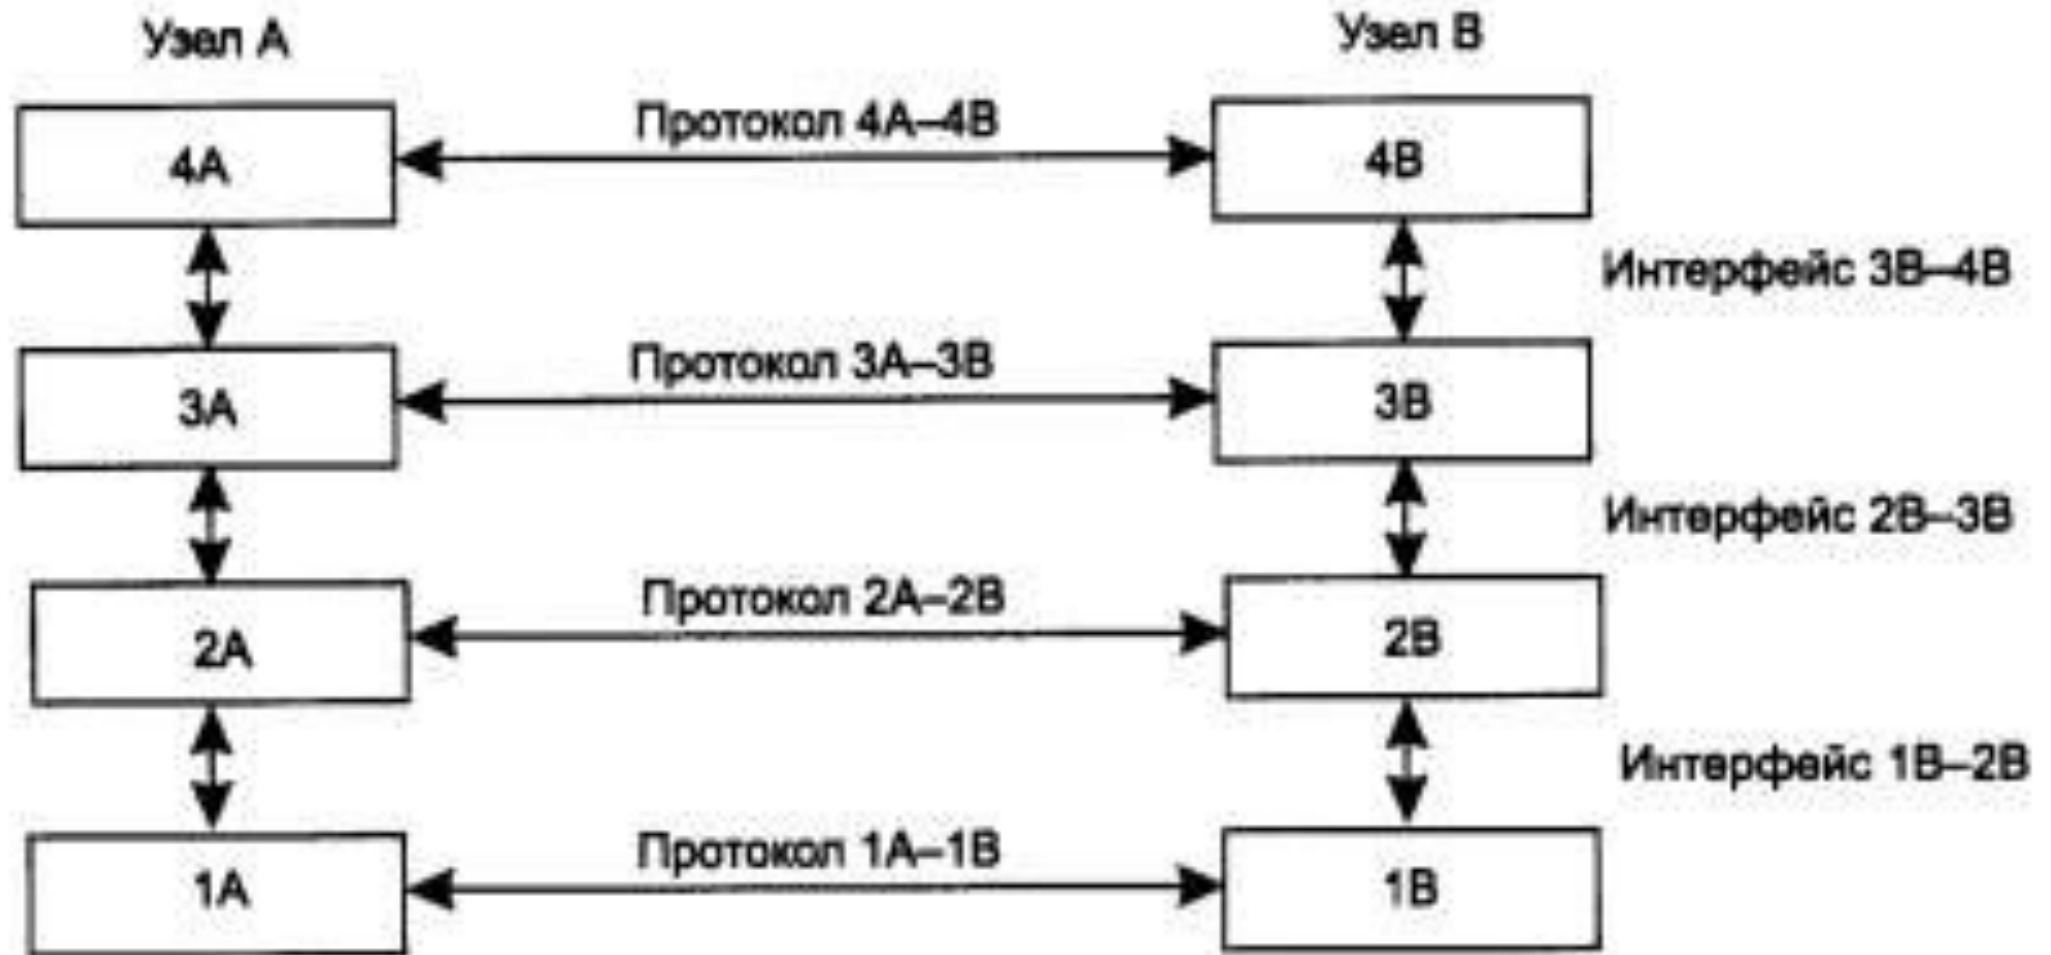 Узел А
Узел В
Протокол 4А–4В
4А
4В
Интерфейс 3В–4В
Протокол 3А–3В
3А
3В
Интерфейс 2В–3В
Протокол 2А–2В
2А
2В
Интерфейс 1В–2В
Протокол 1А–1В
1А
1В